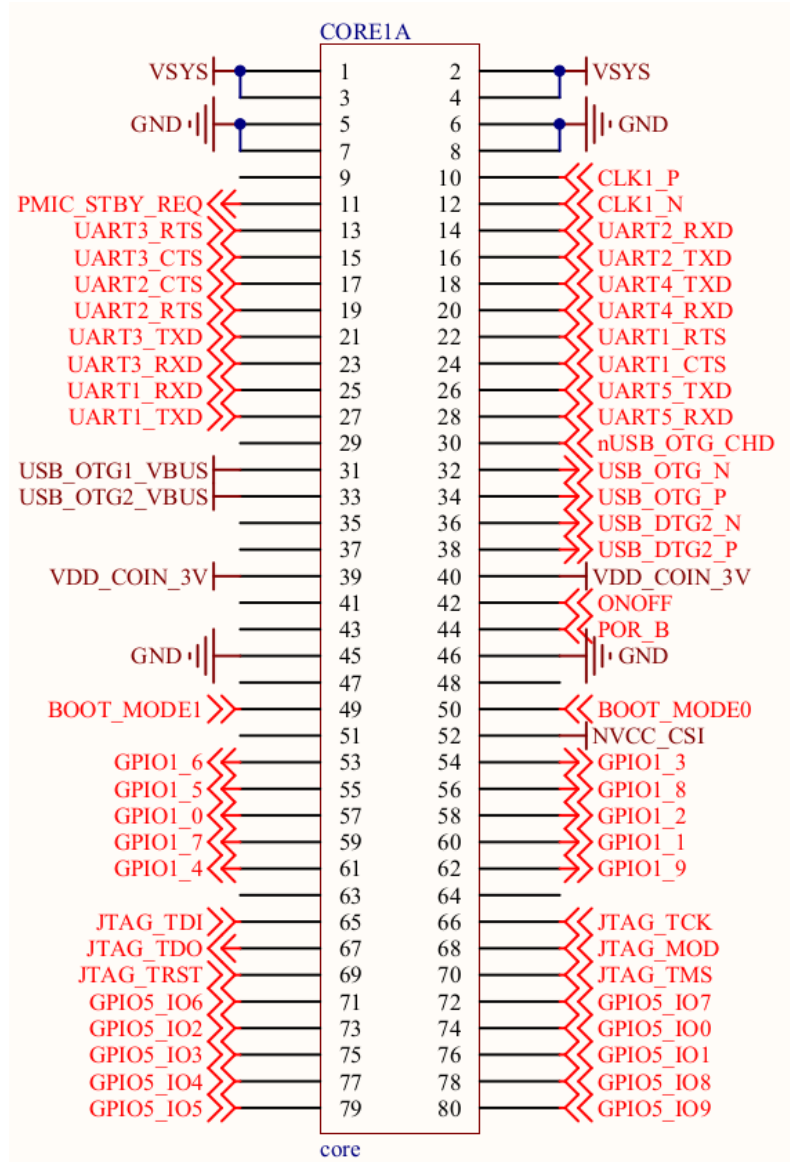 CORE1A
VSYS 1 2 VSYS
3 4
GND 5 6 GND
7 8
9 10 CLK1_P
PMIC_STBY_REQ 11 12 CLK1_N
UART3_RTS 13 14 UART2_RXD
UART3_CTS 15 16 UART2_TXD
UART2_CTS 17 18 UART4_TXD
UART2_RTS 19 20 UART4_RXD
UART3_TXD 21 22 UART1_RTS
UART3_RXD 23 24 UART1_CTS
UART1_RXD 25 26 UART5_TXD
UART1_TXD 27 28 UART5_RXD
29 30 nUSB_OTG_CHD
USB_OTG1_VBUS 31 32 USB_OTG_N
USB_OTG2_VBUS 33 34 USB_OTG_P
35 36 USB_DTG2_N
37 38 USB_DTG2_P
VDD_COIN_3V 39 40 VDD_COIN_3V
41 42 ONOFF
43 44 POR_B
GND 45 46 GND
47 48
BOOT_MODE1 49 50 BOOT_MODE0
51 52 NVCC_CSI
GPIO1_6 53 54 GPIO1_3
GPIO1_5 55 56 GPIO1_8
GPIO1_0 57 58 GPIO1_2
GPIO1_7 59 60 GPIO1_1
GPIO1_4 61 62 GPIO1_9
63 64
JTAG_TDI 65 66 JTAG_TCK
JTAG_TDO 67 68 JTAG_MOD
JTAG_TRST 69 70 JTAG_TMS
GPIO5_IO6 71 72 GPIO5_IO7
GPIO5_IO2 73 74 GPIO5_IO0
GPIO5_IO3 75 76 GPIO5_IO1
GPIO5_IO4 77 78 GPIO5_IO8
GPIO5_IO5 79 80 GPIO5_IO9
core